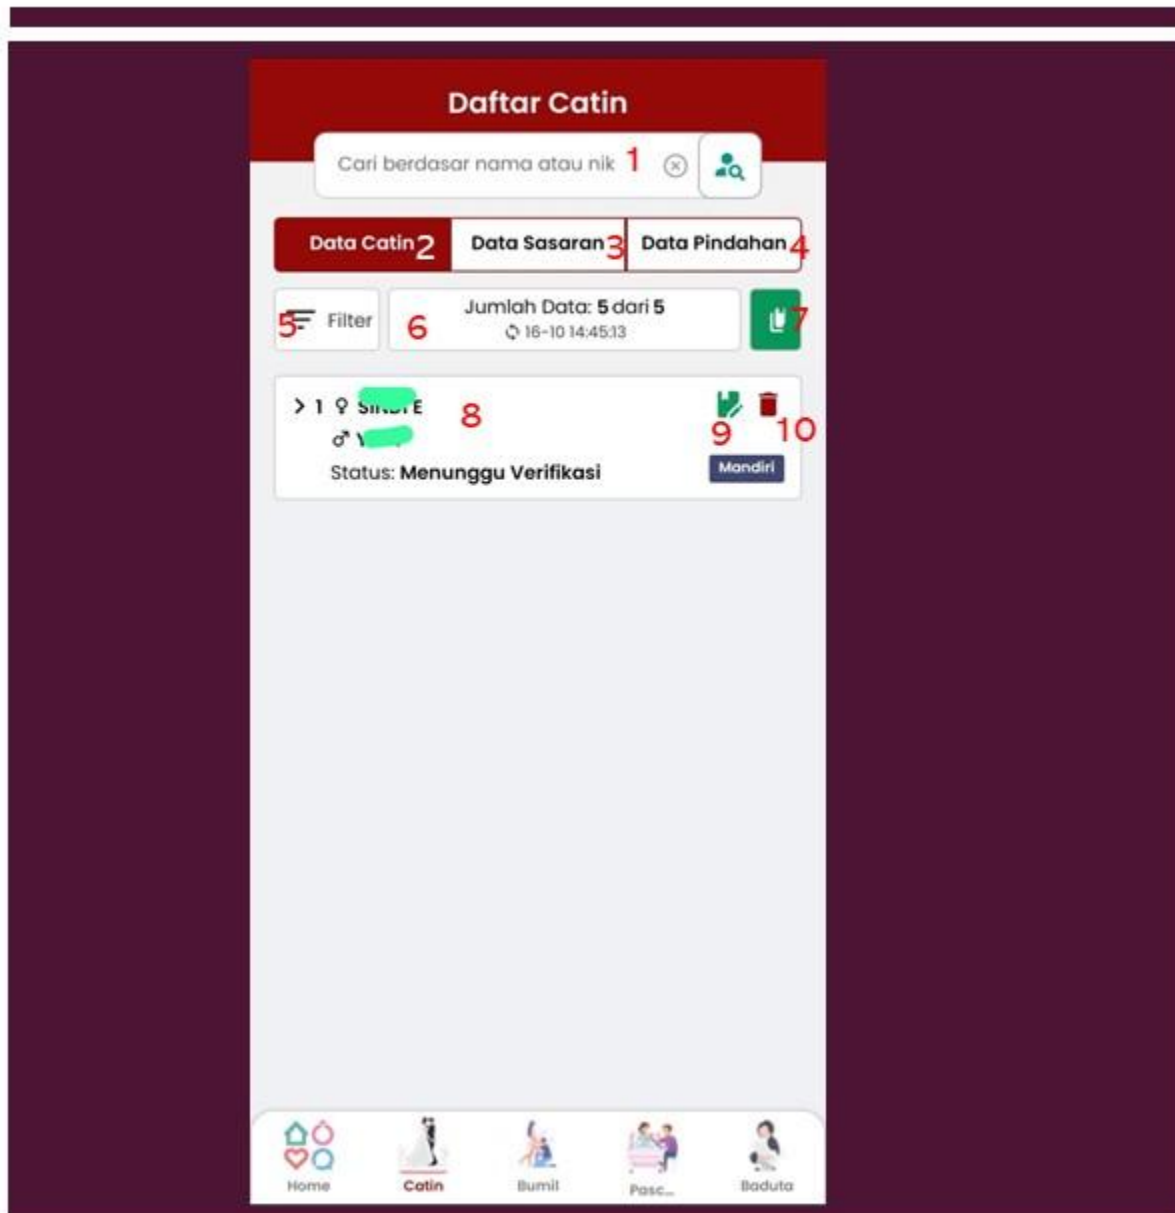 Daftar Catin
Cari berdasar nama atau nik 1
Data Catin 2 Data Sasaran 3 Data Pindahan 4
5 Filter 6 Jumlah Data: 5 dari 5 7
16-10 14:45:13
1 8
9 10
Status: Menunggu Verifikasi Mandiri
Home Catin Bumil Pasc... Baduta